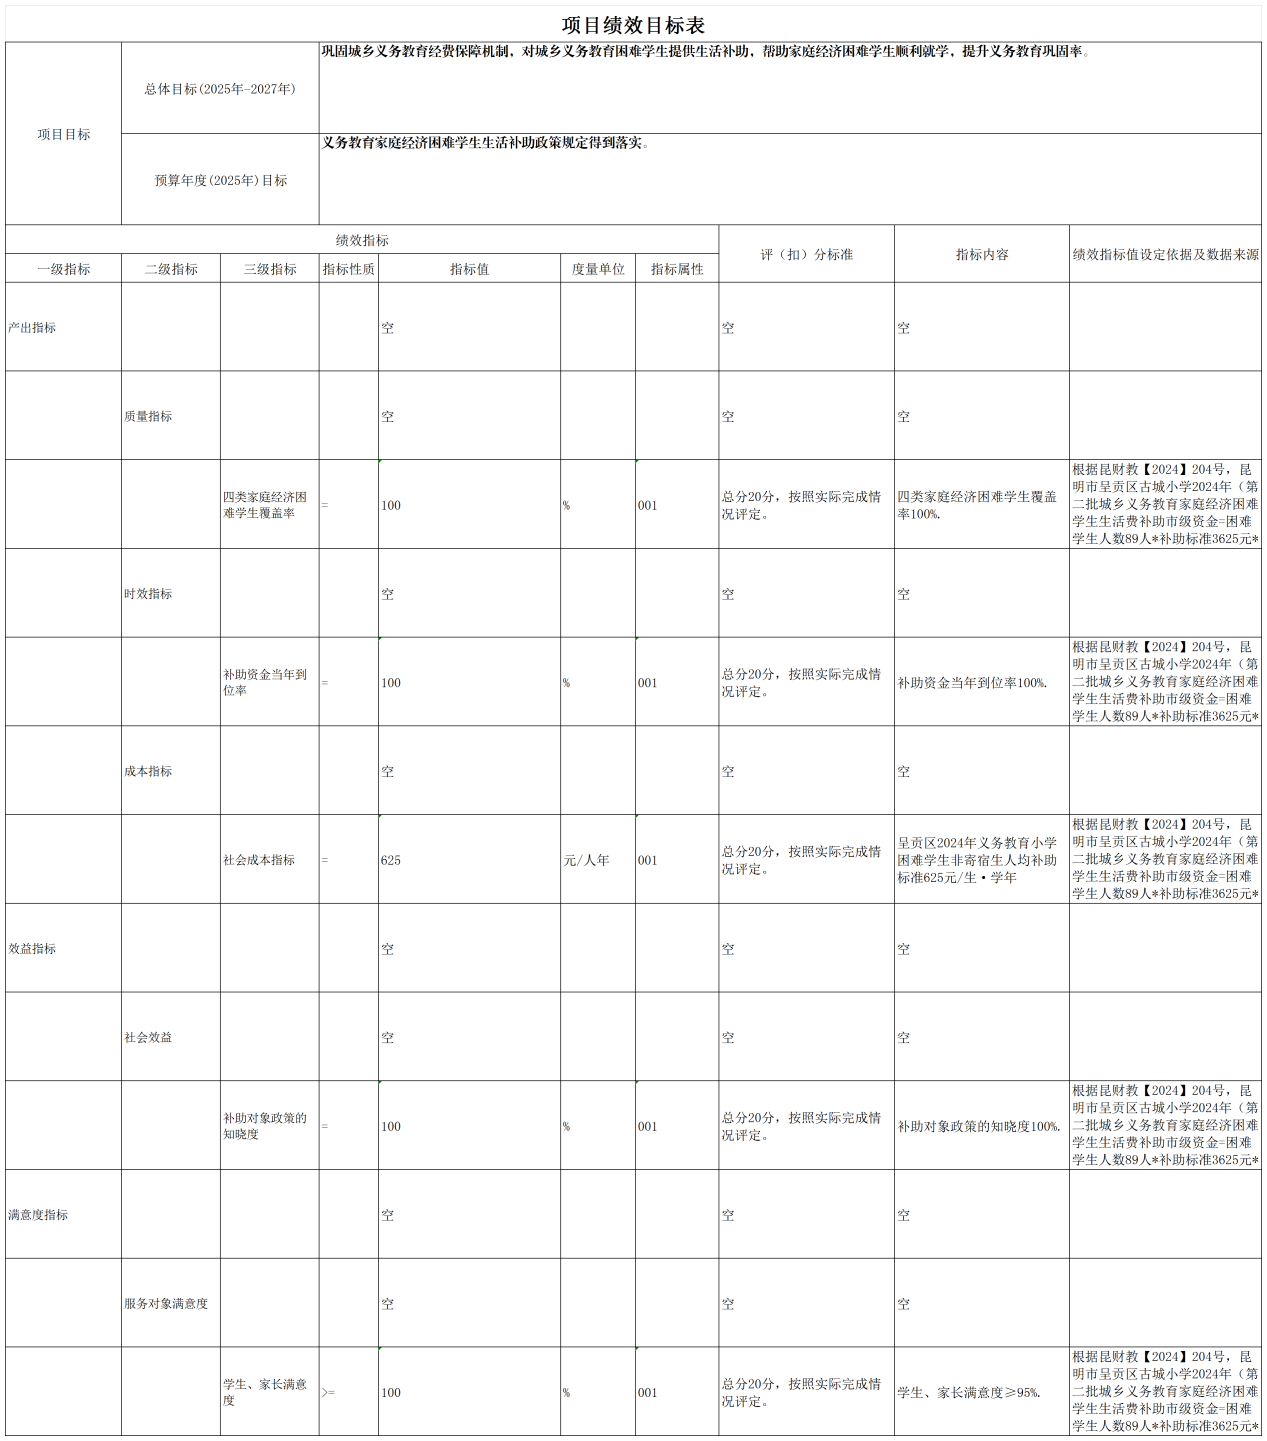 项目绩效目标表
项目目标
总体目标(2025年-2027年)
巩固城乡义务教育经费保障机制，对城乡义务教育困难学生提供生活补助，帮助家庭经济困难学生顺利就学，提升义务教育巩固率。
预算年度(2025年)目标
义务教育家庭经济困难学生生活补助政策规定得到落实。
绩效指标
评（扣）分标准
指标内容
绩效指标值设定依据及数据来源
一级指标
二级指标
三级指标
指标性质
指标值
度量单位
指标属性
产出指标
空
空
空
质量指标
空
空
空
四类家庭经济困
难学生覆盖率
=
100
%
001
总分20分，按照实际完成情
况评定。
四类家庭经济困难学生覆盖
率100%.
根据昆财教【2024】204号，昆
明市呈贡区古城小学2024年（第
二批城乡义务教育家庭经济困难
学生生活费补助市级资金=困难
学生人数89人*补助标准3625元*
时效指标
空
空
空
补助资金当年到
位率
=
100
%
001
总分20分，按照实际完成情
况评定。
补助资金当年到位率100%.
根据昆财教【2024】204号，昆
明市呈贡区古城小学2024年（第
二批城乡义务教育家庭经济困难
学生生活费补助市级资金=困难
学生人数89人*补助标准3625元*
成本指标
空
空
空
社会成本指标
=
625
元/人年
001
总分20分，按照实际完成情
况评定。
呈贡区2024年义务教育小学
困难学生非寄宿生人均补助
标准625元/生·学年
根据昆财教【2024】204号，昆
明市呈贡区古城小学2024年（第
二批城乡义务教育家庭经济困难
学生生活费补助市级资金=困难
学生人数89人*补助标准3625元*
效益指标
空
空
空
社会效益
空
空
空
补助对象政策的
知晓度
=
100
%
001
总分20分，按照实际完成情
况评定。
补助对象政策的知晓度100%.
根据昆财教【2024】204号，昆
明市呈贡区古城小学2024年（第
二批城乡义务教育家庭经济困难
学生生活费补助市级资金=困难
学生人数89人*补助标准3625元*
满意度指标
空
空
空
服务对象满意度
空
空
空
学生、家长满意
度
>=
100
%
001
总分20分，按照实际完成情
况评定。
学生、家长满意度≥95%.
根据昆财教【2024】204号，昆
明市呈贡区古城小学2024年（第
二批城乡义务教育家庭经济困难
学生生活费补助市级资金=困难
学生人数89人*补助标准3625元*